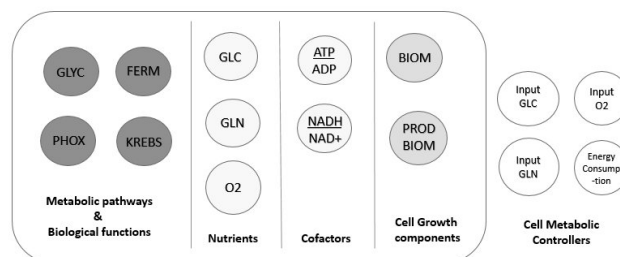 GLYC
FERM
PHOX
KREBS
Metabolic pathways
&
Biological functions
GLC
GLN
O2
Nutrients
ATP
ADP
NADH
NAD+
Cofactors
BIOM
PROD
BIOM
Cell Growth
components
Input
GLC
Input
O2
Input
GLN
Energy
Consump
-tion
Cell Metabolic
Controllers